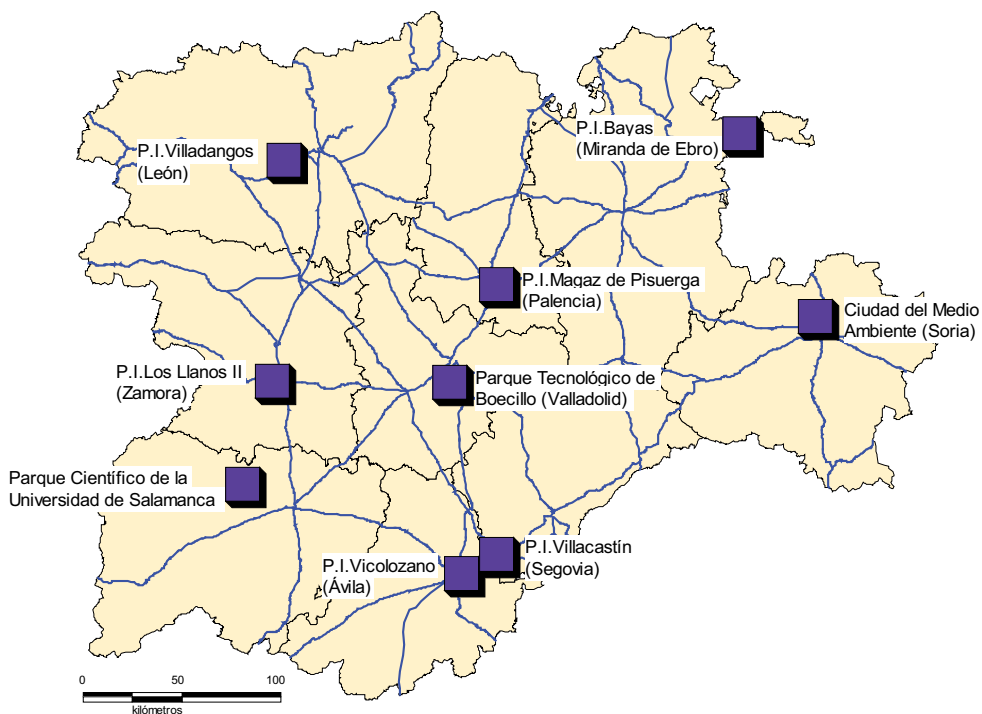 P.I.Bayas
(Miranda de Ebro)
P.I.Villadangos
(León)
P.I.Magaz de Pisuerga
(Palencia)
Ciudad del Medio
Ambiente (Soria)
P.I.Los Llanos II
(Zamora)
Parque Tecnológico de
Boecillo (Valladolid)
Parque Científico de la
Universidad de Salamanca
P.I.Villacastín
(Segovia)
P.I.Vicolozano
(Ávila)
0 50 100
kilómetros